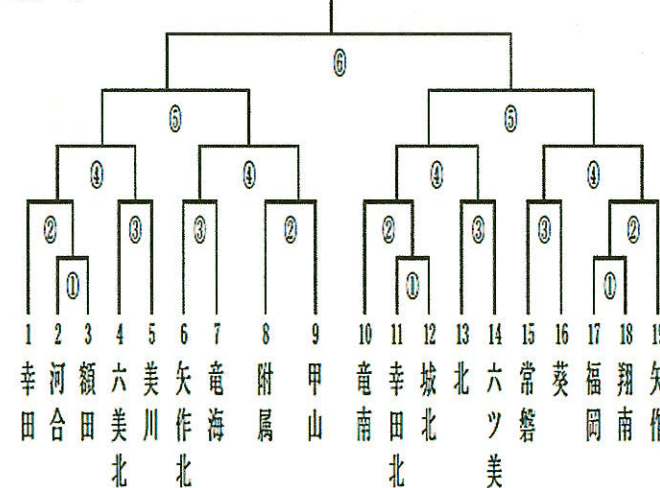 ⑥
⑤ ⑤
④ ④ ④ ④
② ③ ③ ② ② ③ ③ ②
① ① ①
1 2 3 4 5 6 7 8 9 10 11 12 13 14 15 16 17 18 19
幸田
河合
額田
六美北
美川
矢作北
竜海
附属
甲山
竜南
幸田北
城北
北
六ツ美
常磐
葵
福岡
翔南
矢作